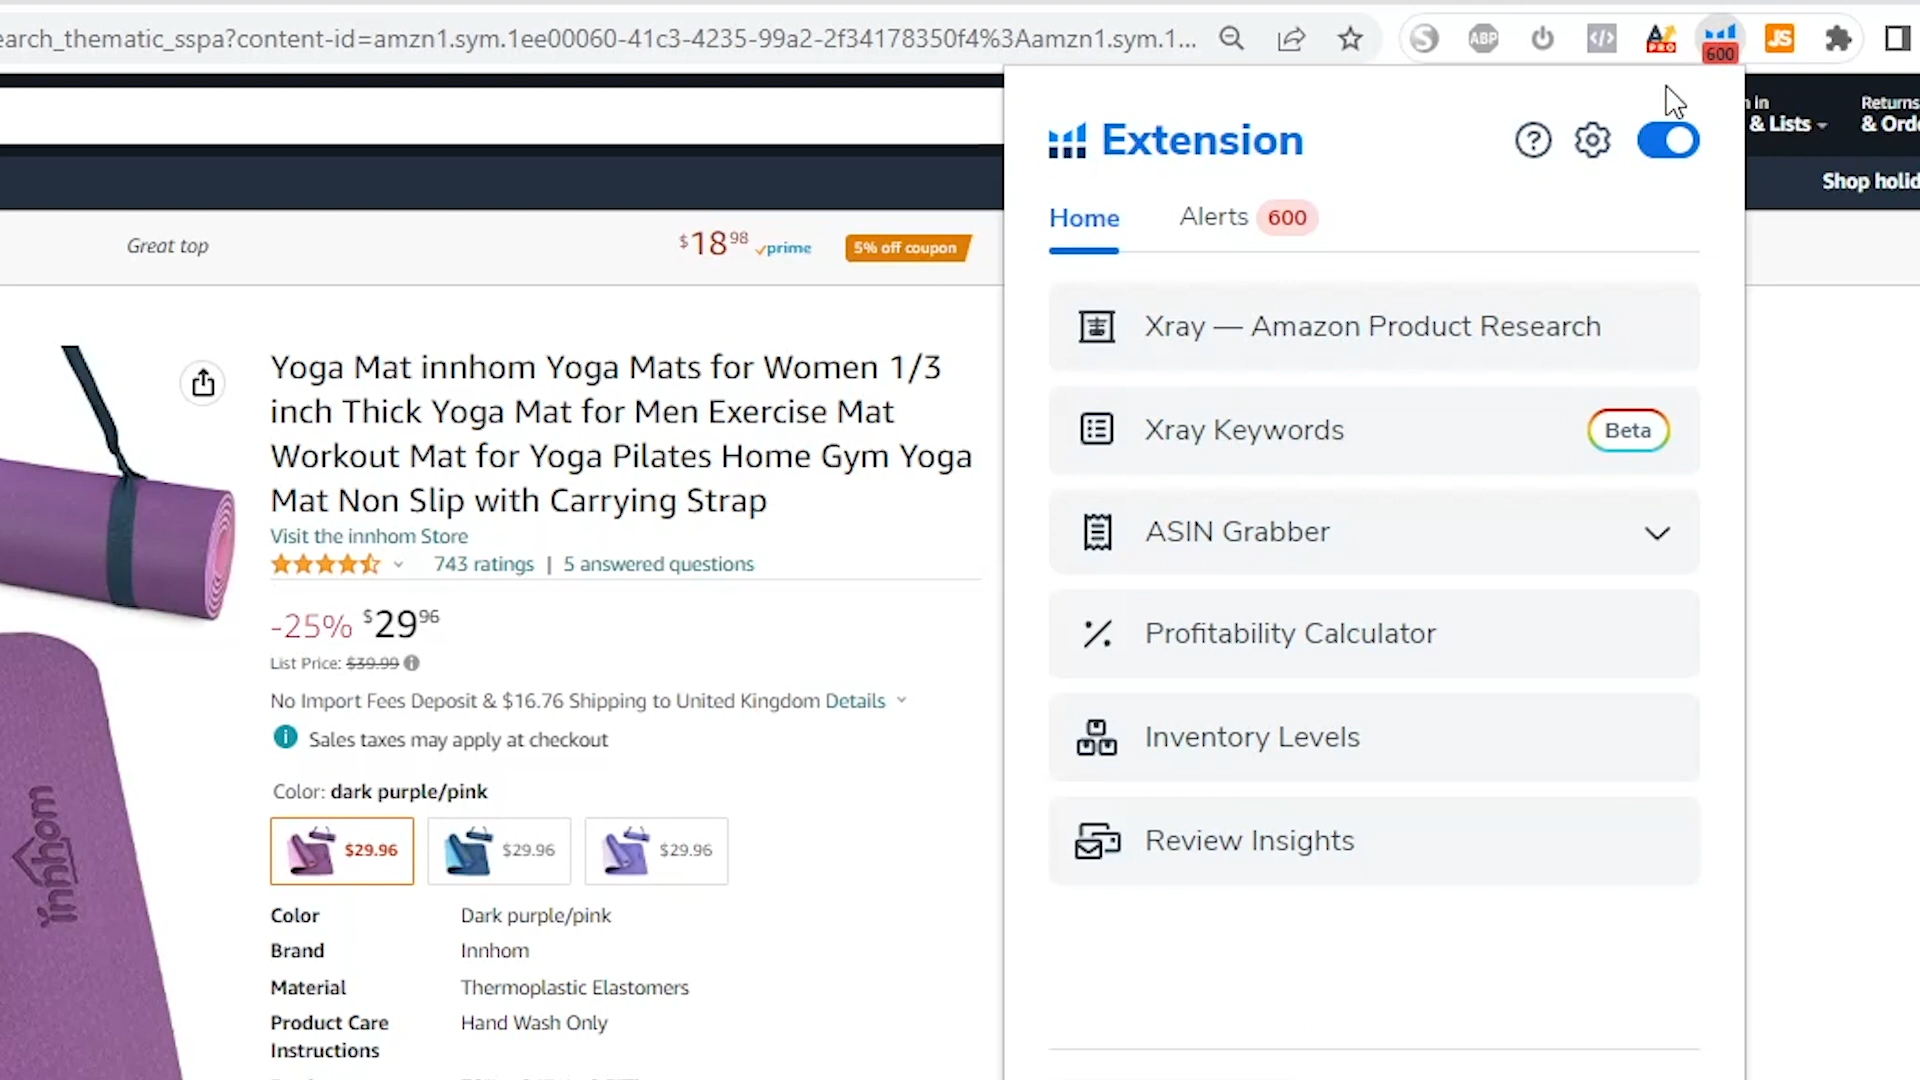 earch_thematic_sspa?content-id=amzn1.sym.1ee00060-41c3-4235-99a2-2f34178350f4%3Aamzn1.sym.1...
S
ABP
</>
A
PRO
600
JS
n in
& Lists
Returns
& Orde
Shop holid
Great top
$18 98
prime
5% off coupon
Yoga Mat innhom Yoga Mats for Women 1/3
inch Thick Yoga Mat for Men Exercise Mat
Workout Mat for Yoga Pilates Home Gym Yoga
Mat Non Slip with Carrying Strap
Visit the innhom Store
743 ratings | 5 answered questions
-25% $29 96
List Price: $39.99
No Import Fees Deposit & $16.76 Shipping to United Kingdom Details
Sales taxes may apply at checkout
Color: dark purple/pink
$29.96
$29.96
$29.96
Color Dark purple/pink
Brand Innhom
Material Thermoplastic Elastomers
Product Care Hand Wash Only
Instructions
innhom
Extension
Home
Alerts 600
Xray — Amazon Product Research
Xray Keywords Beta
ASIN Grabber
Profitability Calculator
Inventory Levels
Review Insights